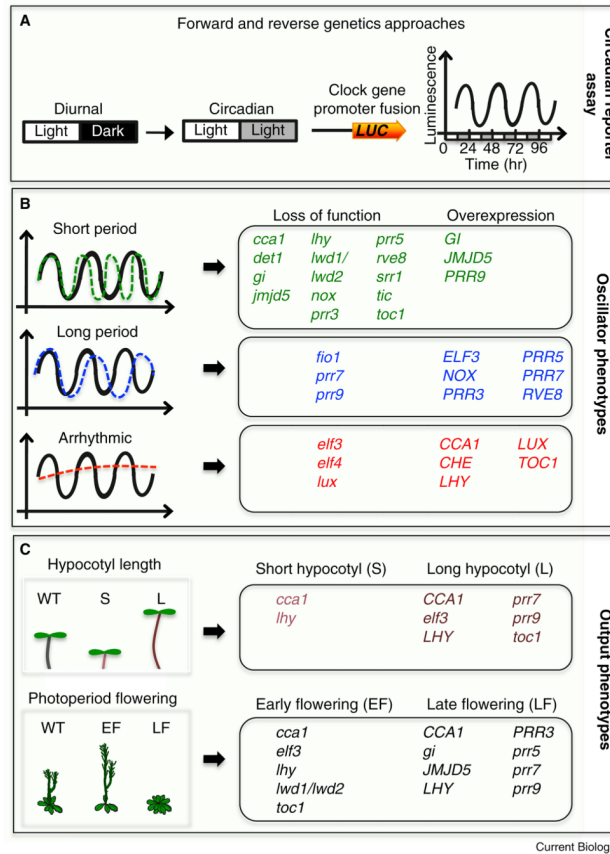 A
Forward and reverse genetics approaches
Diurnal
Light Dark
Circadian
Light Light
Clock gene
promoter fusion
LUC
Luminescence
0 24 48 72 96
Time (hr)
Circadian reporter
assay
B
Loss of function Overexpression
Short period
cca1 lhy prr5 GI
det1 lwd1/ rve8 JMJD5
gi lwd2 srr1 PRR9
jmjd5 nox tic
prr3 toc1
Long period
fio1 ELF3 PRR5
prr7 NOX PRR7
prr9 PRR3 RVE8
Arrhythmic
elf3 CCA1 LUX
elf4 CHE TOC1
lux LHY
Oscillator phenotypes
C
Hypocotyl length
WT S L
Short hypocotyl (S) Long hypocotyl (L)
cca1 CCA1 prr7
lhy elf3 prr9
LHY toc1
Photoperiod flowering
WT EF LF
Early flowering (EF) Late flowering (LF)
cca1 CCA1 PRR3
elf3 gi prr5
lhy JMJD5 prr7
lwd1/lwd2 LHY prr9
toc1
Output phenotypes
Current Biolog